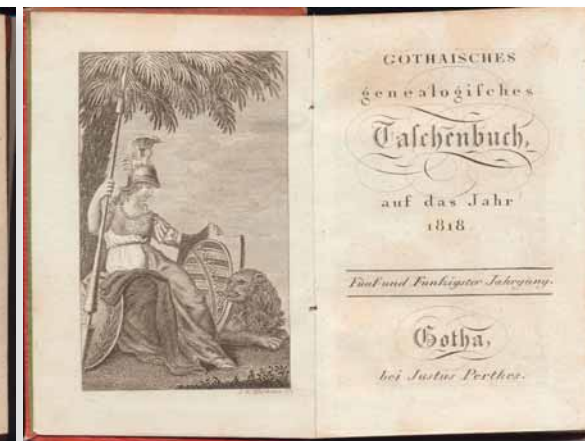 GOTHAISCHES
genealogiſches
Taſchenbuch,
auf das Jahr
1818.
Fünf und Funfzigster Jahrgang.
Gotha,
bei Justus Perthes.